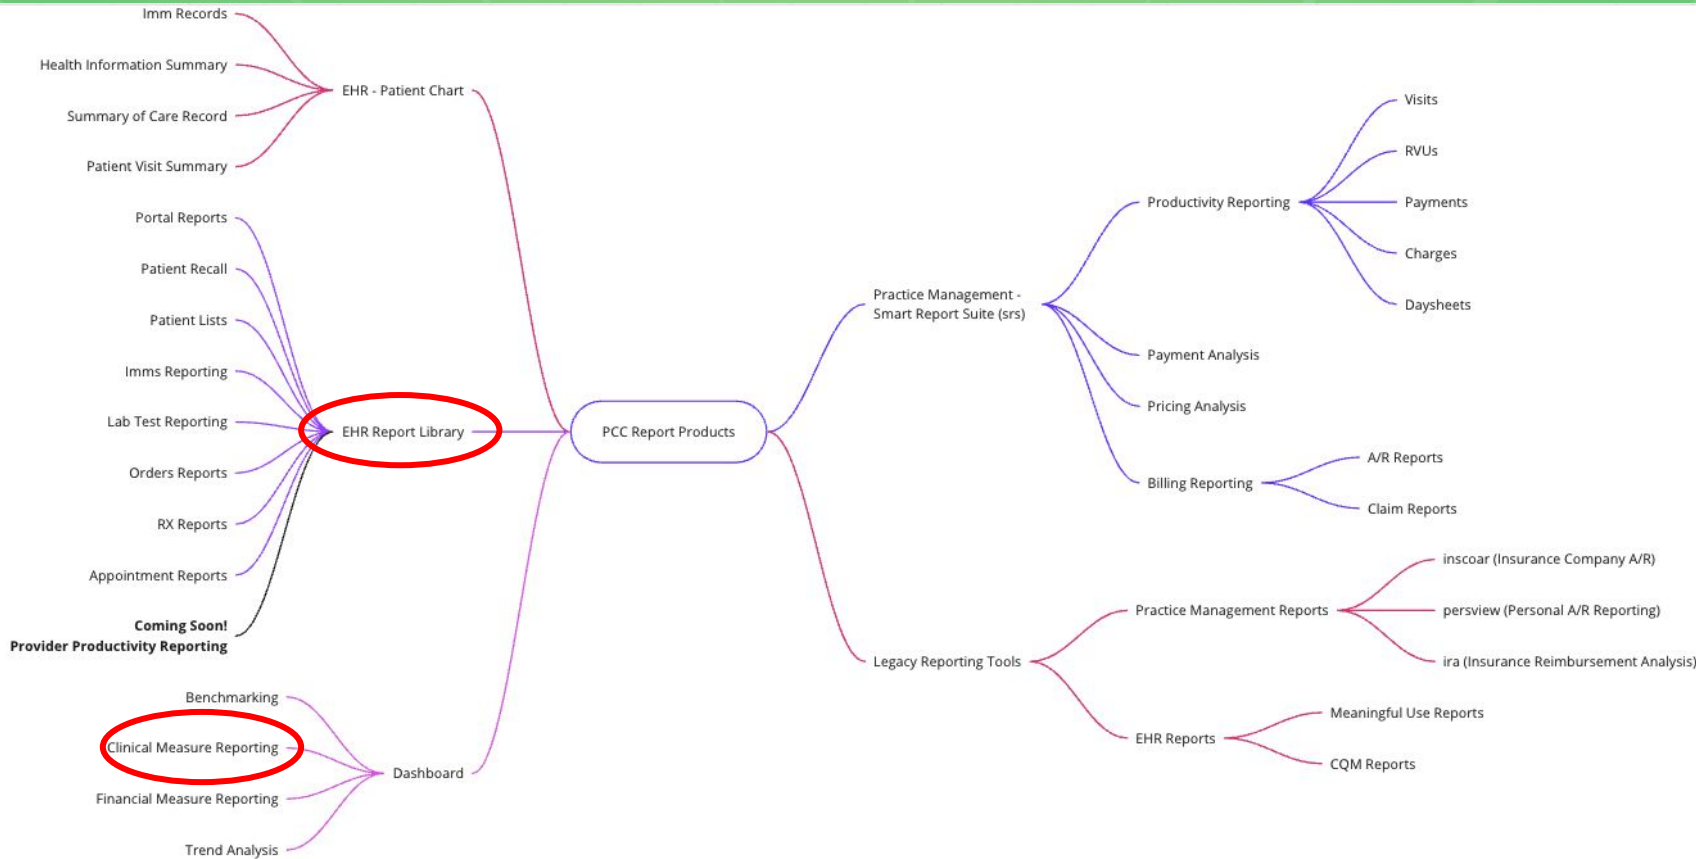 Imm Records
Health Information Summary
EHR - Patient Chart
Summary of Care Record
Patient Visit Summary
Portal Reports
Patient Recall
Patient Lists
Imms Reporting
Lab Test Reporting
EHR Report Library
Orders Reports
RX Reports
Appointment Reports
Coming Soon!
Provider Productivity Reporting
Benchmarking
Clinical Measure Reporting
Dashboard
Financial Measure Reporting
Trend Analysis
PCC Report Products
Practice Management -
Smart Report Suite (srs)
Productivity Reporting
Visits
RVUs
Payments
Charges
Daysheets
Payment Analysis
Pricing Analysis
Billing Reporting
A/R Reports
Claim Reports
Legacy Reporting Tools
Practice Management Reports
inscoar (Insurance Company A/R)
persview (Personal A/R Reporting)
ira (Insurance Reimbursement Analysis)
EHR Reports
Meaningful Use Reports
CQM Reports